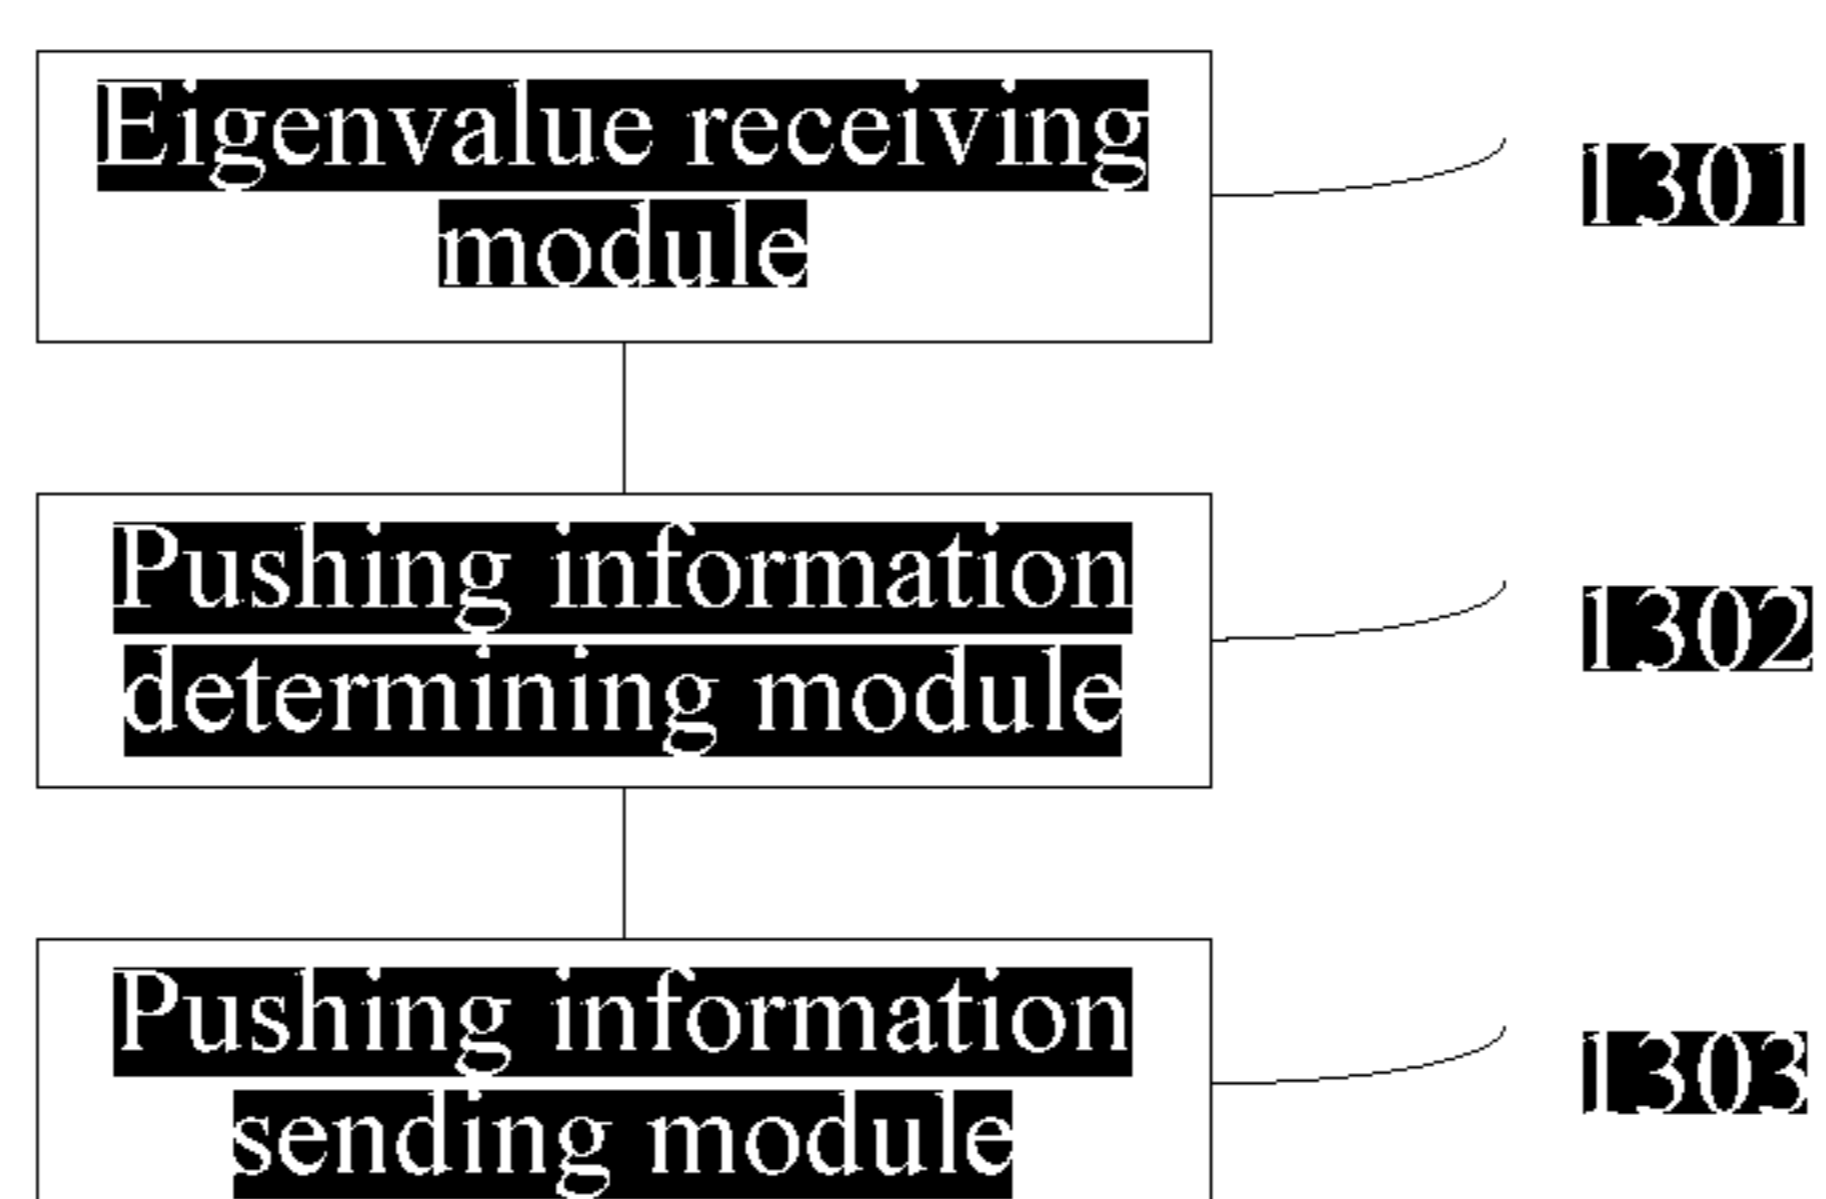 Eigenvalue receiving
module
1301
Pushing information
determining module
1302
Pushing information
sending module
1303